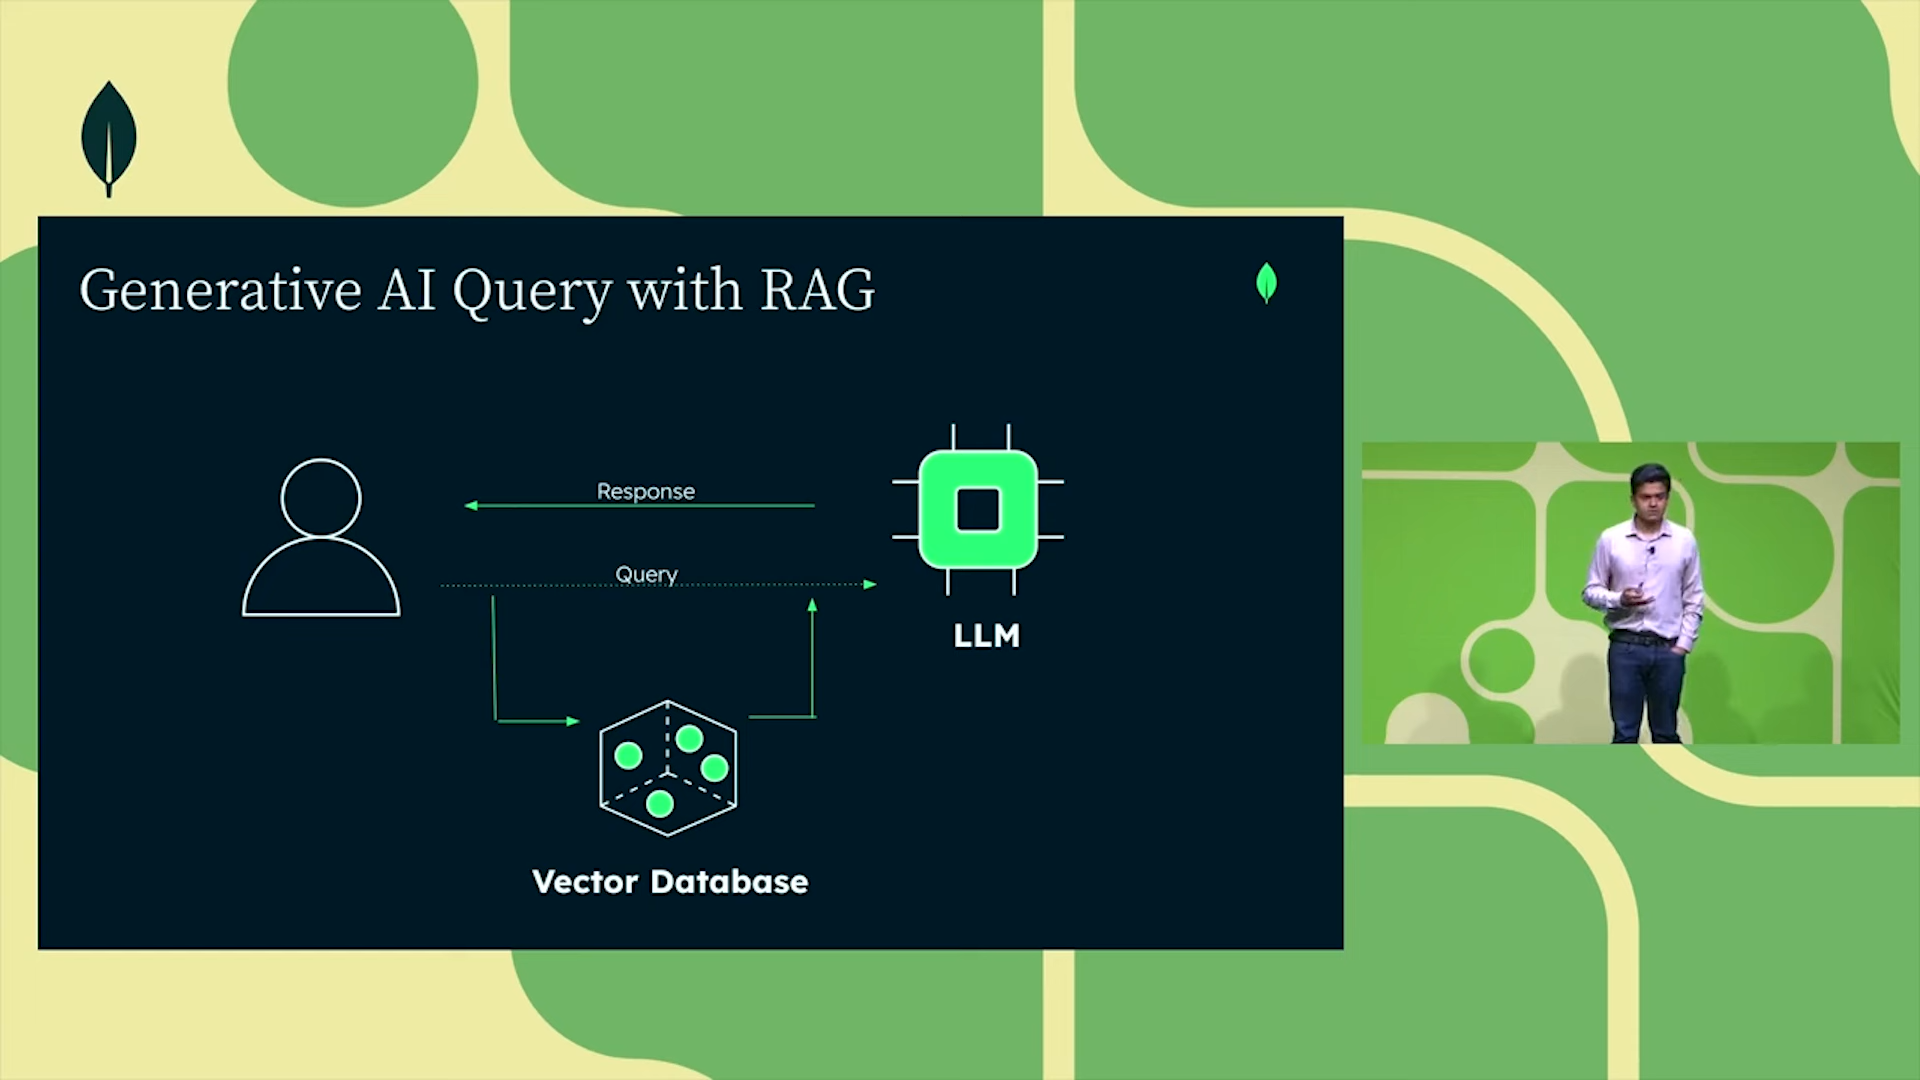 Generative AI Query with RAG
Response
Query
LLM
Vector Database